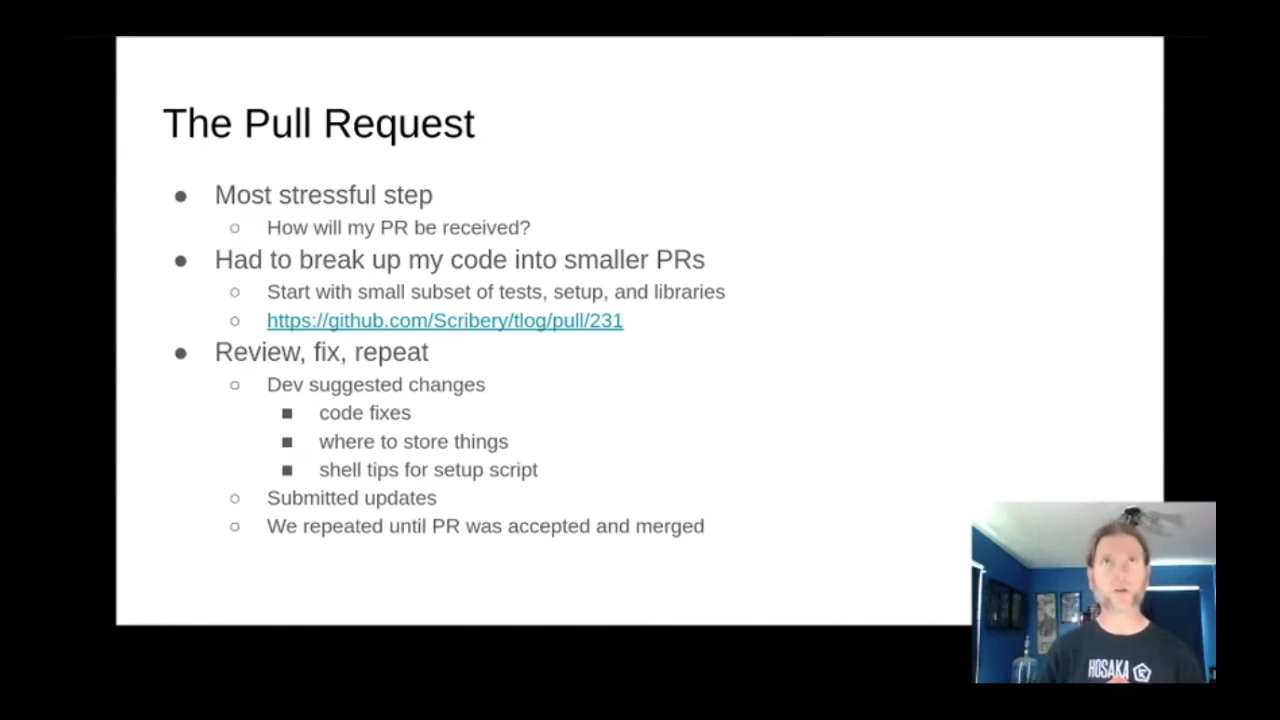 The Pull Request
● Most stressful step
○ How will my PR be received?
● Had to break up my code into smaller PRs
○ Start with small subset of tests, setup, and libraries
○ https://github.com/Scribery/tlog/pull/231
● Review, fix, repeat
○ Dev suggested changes
■ code fixes
■ where to store things
■ shell tips for setup script
○ Submitted updates
○ We repeated until PR was accepted and merged
HOSAKA